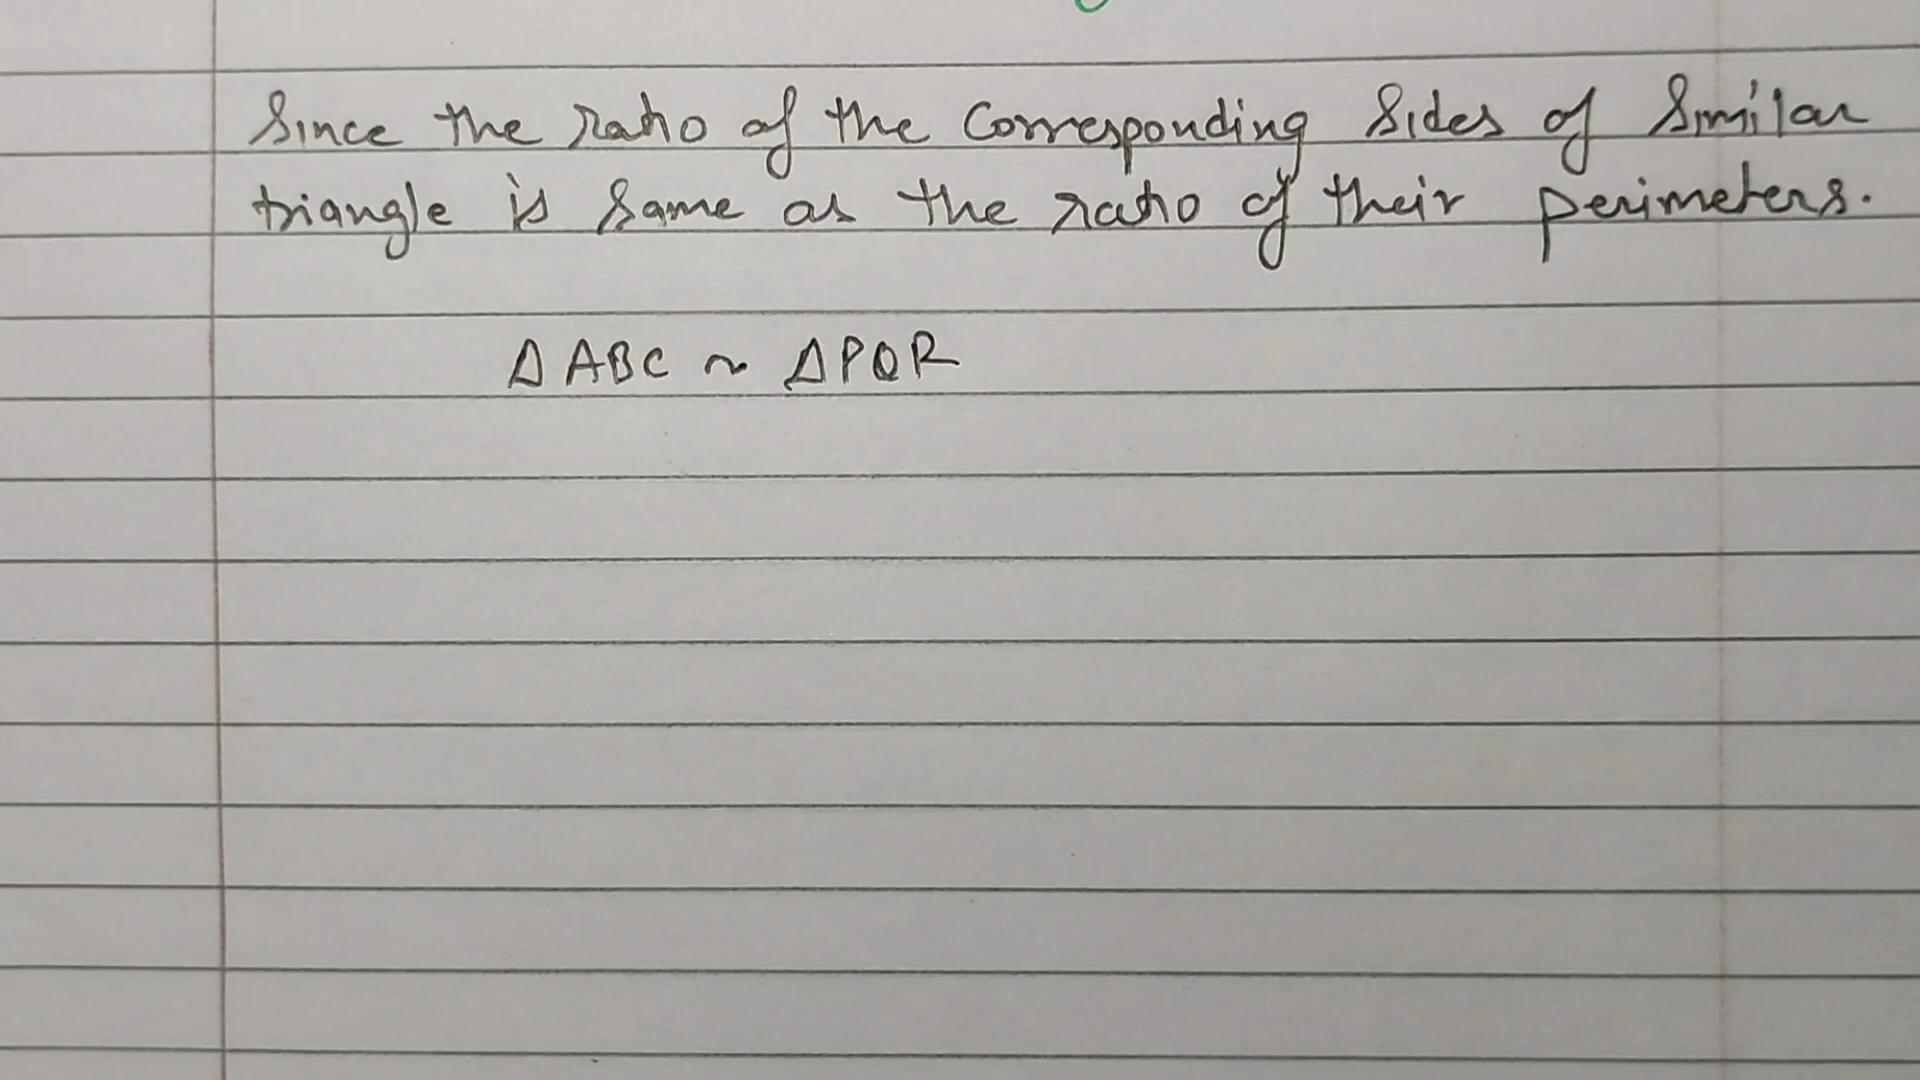 Since the ratio of the Corresponding Sides of Similar
triangle is Same as the ratio of their perimeters.
Δ ABC ~ ΔPQR